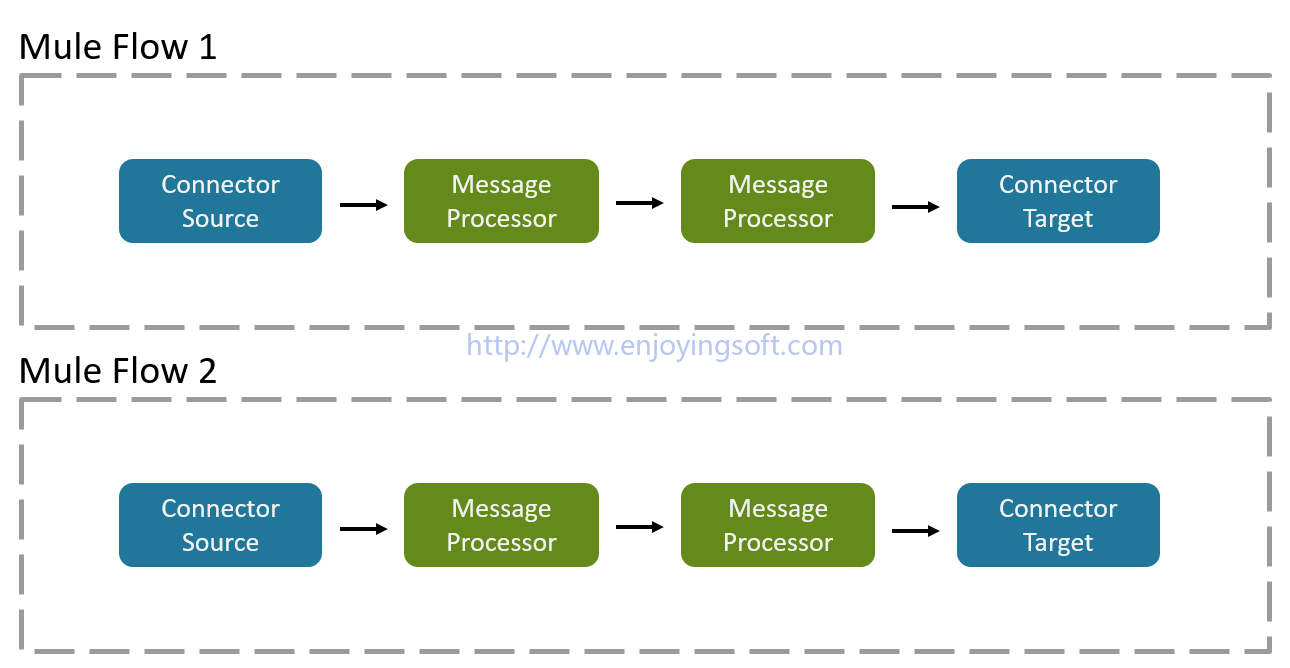 Mule Flow 1
Connector
Source
Message
Processor
Message
Processor
Connector
Target
http://www.enjoyingsoft.com
Mule Flow 2
Connector
Source
Message
Processor
Message
Processor
Connector
Target